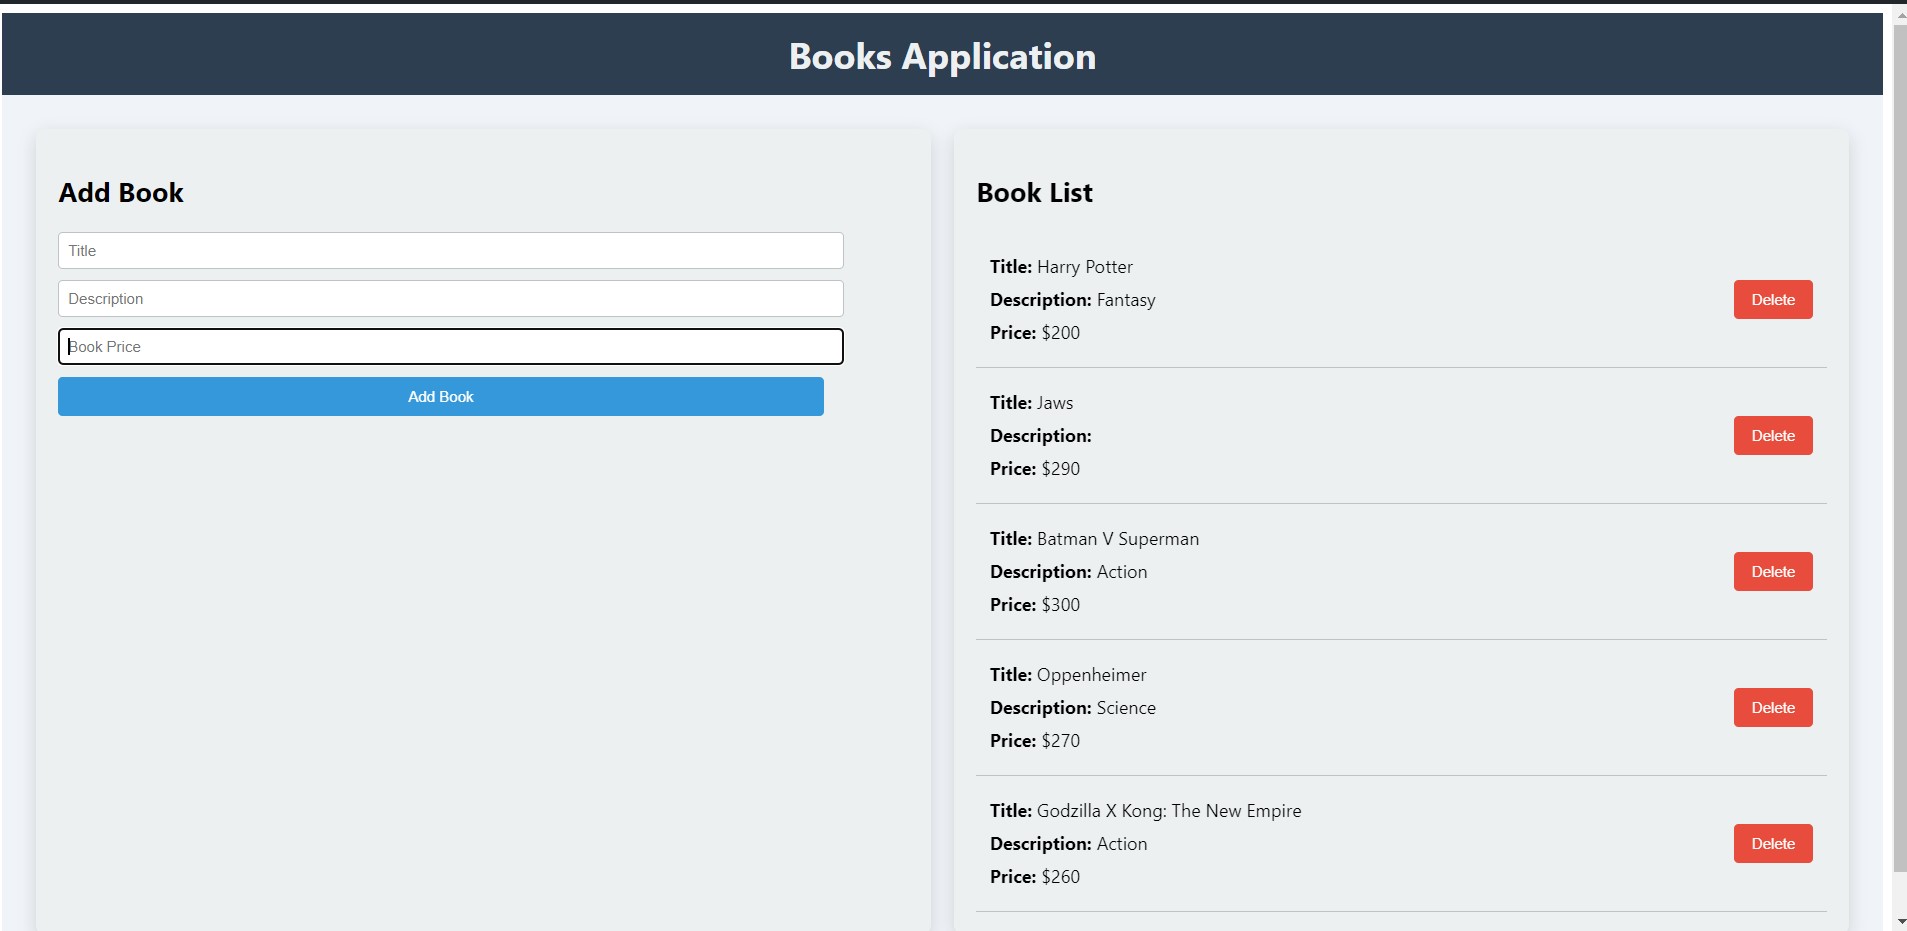 Books Application
Add Book
Title
Description
Book Price
Add Book
Book List
Title: Harry Potter
Description: Fantasy
Price: $200
Delete
Title: Jaws
Description:
Price: $290
Delete
Title: Batman V Superman
Description: Action
Price: $300
Delete
Title: Oppenheimer
Description: Science
Price: $270
Delete
Title: Godzilla X Kong: The New Empire
Description: Action
Price: $260
Delete